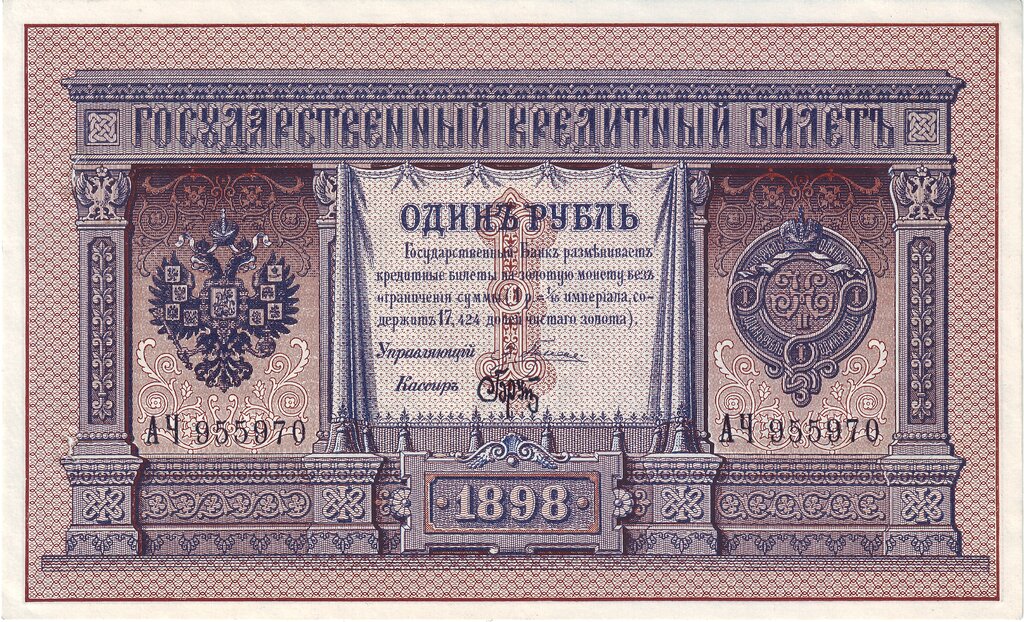 ГОСУДАРСТВЕННЫЙ КРЕДИТНЫЙ БИЛЕТЪ
ОДИНЪ РУБЛЬ
Государственный Банкъ размѣниваетъ
кредитные билеты на золотую монету безъ
ограниченія суммы (1 р. = 1/15 имперіала, со-
держитъ 17,424 долей чистаго золота).
Управляющій
Кассиръ
АЧ 955970
АЧ 955970
1898